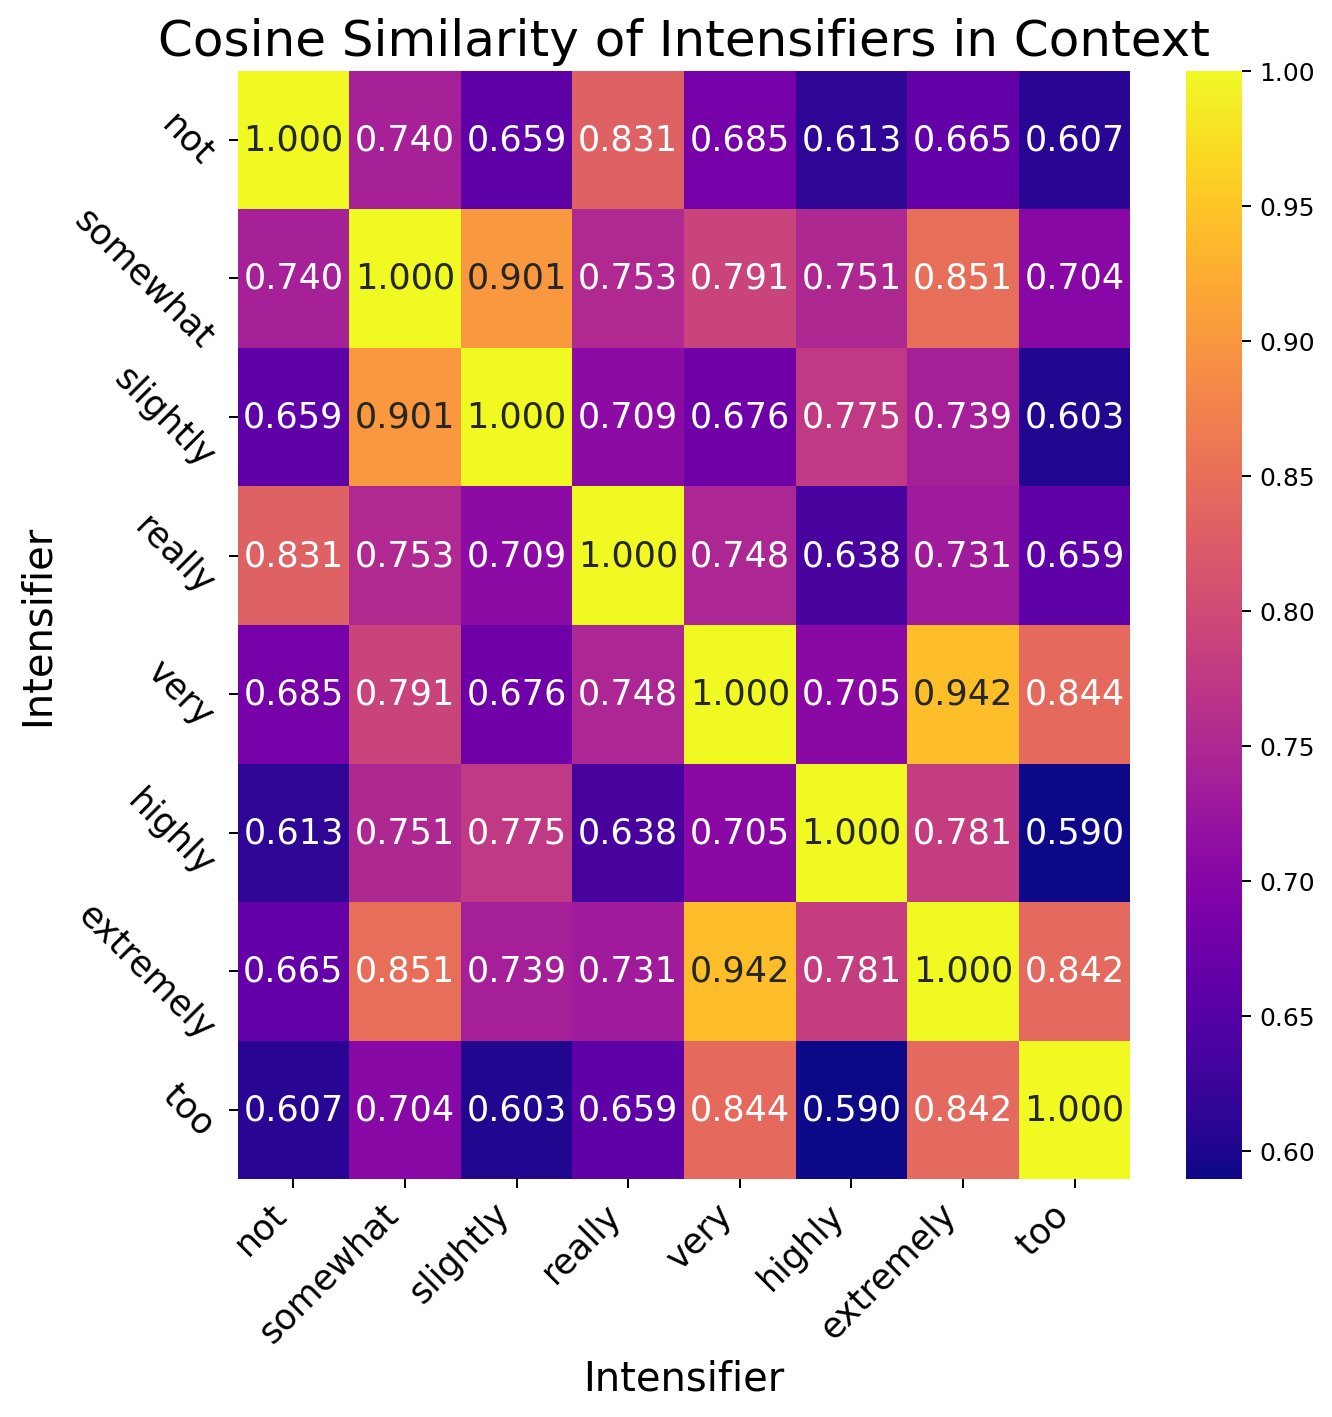 Cosine Similarity of Intensifiers in Context
not 1.000 0.740 0.659 0.831 0.685 0.613 0.665 0.607
somewhat 0.740 1.000 0.901 0.753 0.791 0.751 0.851 0.704
slightly 0.659 0.901 1.000 0.709 0.676 0.775 0.739 0.603
really 0.831 0.753 0.709 1.000 0.748 0.638 0.731 0.659
very 0.685 0.791 0.676 0.748 1.000 0.705 0.942 0.844
highly 0.613 0.751 0.775 0.638 0.705 1.000 0.781 0.590
extremely 0.665 0.851 0.739 0.731 0.942 0.781 1.000 0.842
too 0.607 0.704 0.603 0.659 0.844 0.590 0.842 1.000
not somewhat slightly really very highly extremely too
Intensifier
Intensifier
1.00
0.95
0.90
0.85
0.80
0.75
0.70
0.65
0.60